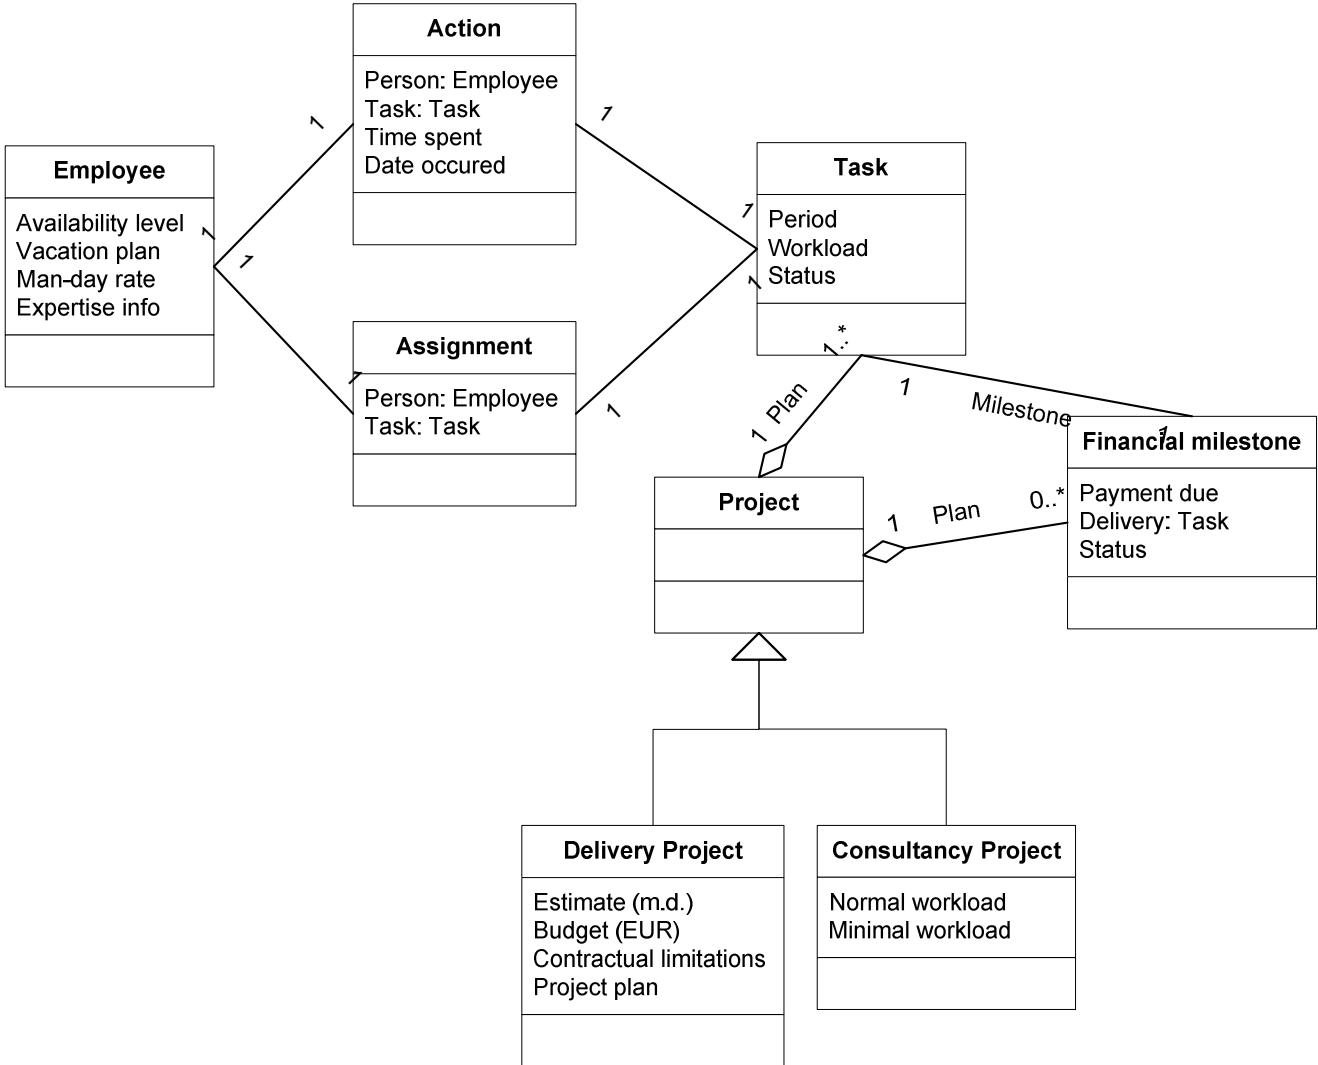 Action
Person: Employee
Task: Task
Time spent
Date occured
1
1
Employee
Availability level
Vacation plan
Man-day rate
Expertise info
1
1
Task
Period
Workload
Status
1
1
1..*
Assignment
Person: Employee
Task: Task
1
1
1 Plan
1
Milestone
1
Financial milestone
Payment due
Delivery: Task
Status
Project
1
Plan
0..*
Delivery Project
Estimate (m.d.)
Budget (EUR)
Contractual limitations
Project plan
Consultancy Project
Normal workload
Minimal workload